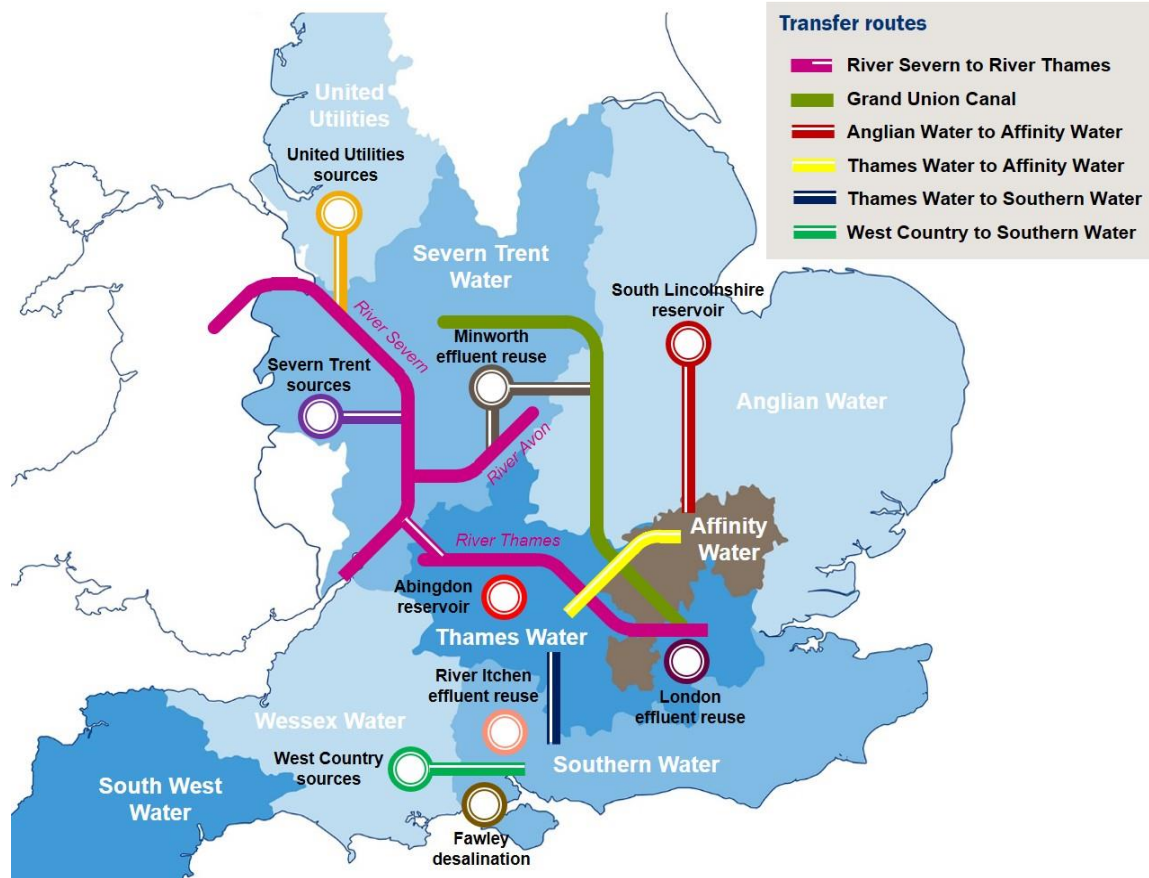 Transfer routes
River Severn to River Thames
Grand Union Canal
Anglian Water to Affinity Water
Thames Water to Affinity Water
Thames Water to Southern Water
West Country to Southern Water
United
Utilities
United Utilities
sources
Severn Trent
Water
South Lincolnshire
reservoir
River Severn
Minworth
effluent reuse
Severn Trent
sources
Anglian Water
River Avon
Affinity
Water
River Thames
Abingdon
reservoir
Thames Water
River Itchen
effluent reuse
London
effluent reuse
Wessex Water
West Country
sources
Southern Water
South West
Water
Fawley
desalination